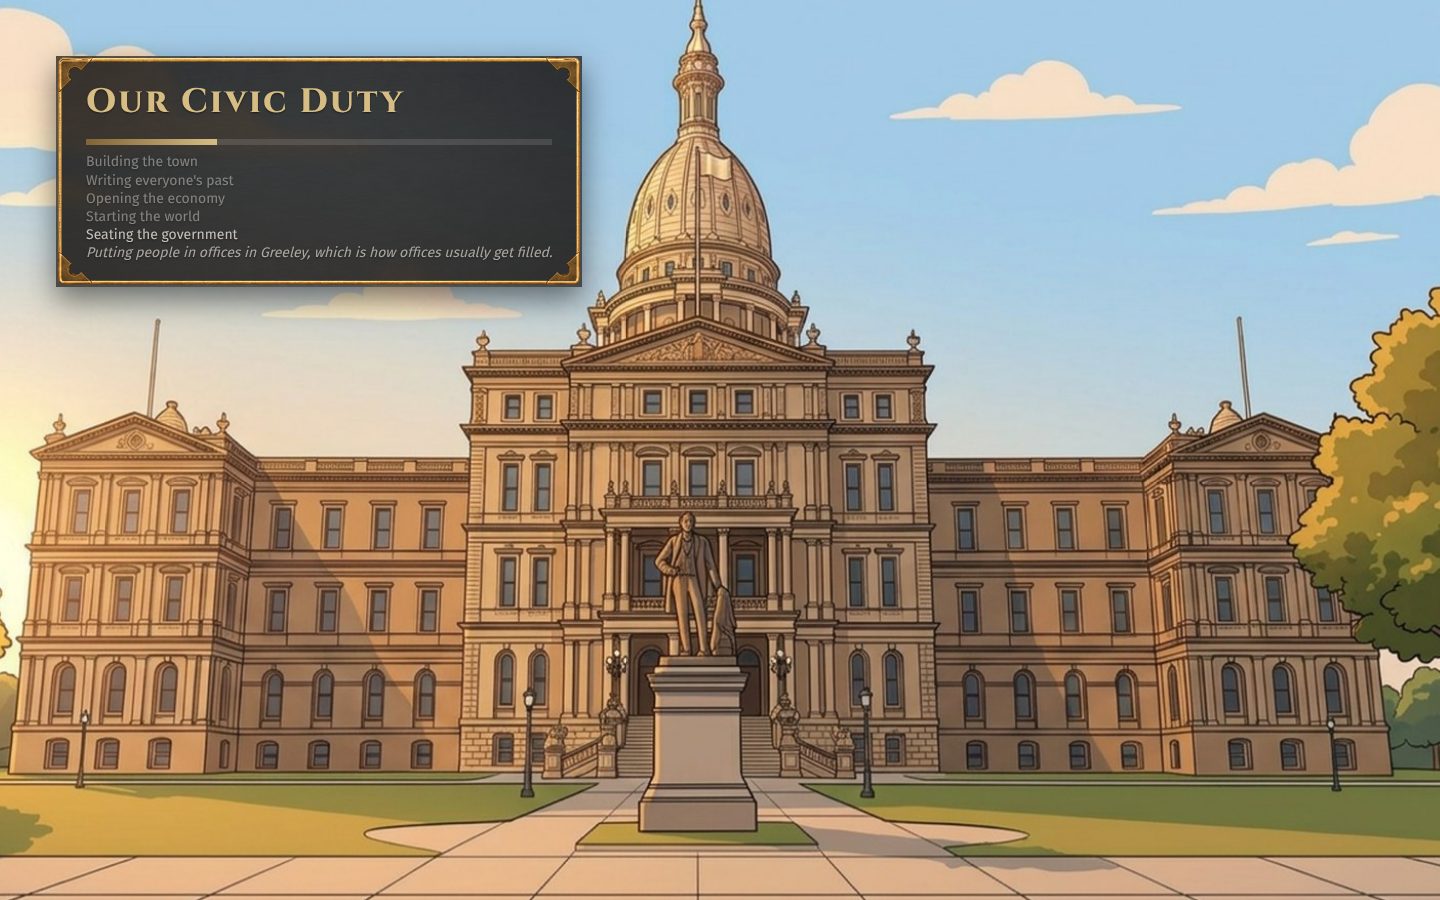 Our Civic Duty
Building the town
Writing everyone's past
Opening the economy
Starting the world
Seating the government
Putting people in offices in Greeley, which is how offices usually get filled.